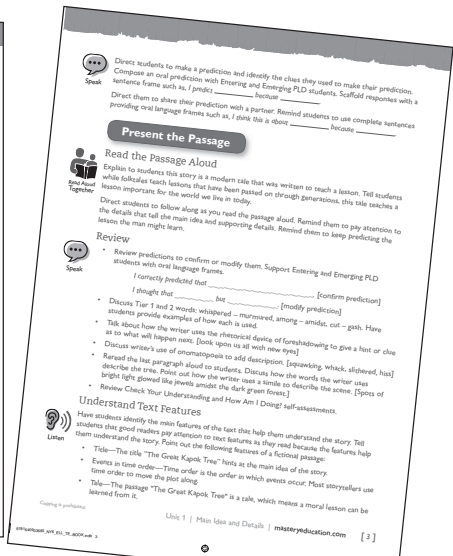 Direct students to make a prediction and identify the clues they used to make their prediction.
Compose an oral prediction with Entering and Emerging PLD students. Scaffold responses with a
sentence frame such as, I predict __________ because __________
Speak
Direct them to share their prediction with a partner. Remind students to use complete sentences
providing oral language frames such as, I think this is about __________ because __________
Present the Passage
Read the Passage Aloud
Read Aloud
Together
Explain to students this story is a modern tale that was written to teach a lesson. Tell students
while folktales teach lessons that have been passed on through generations, this tale teaches a
lesson important for the world we live in today.
Direct students to follow along as you read the passage aloud. Remind them to pay attention to
the details that tell the main idea and supporting details. Remind them to keep predicting the
lesson the man might learn.
Review
Speak
• Review predictions to confirm or modify them. Support Entering and Emerging PLD
students with oral language frames.
I correctly predicted that ____________________. [confirm prediction]
I thought that __________ but __________. [modify prediction]
• Discuss Tier 1 and 2 words: whispered – murmured, among – amidst, cut – gash. Have
students provide examples of how each is used.
• Talk about how the writer uses the rhetorical device of foreshadowing to give a hint or clue
as to what will happen next. [look upon us all with new eyes]
• Discuss writer's use of onomatopoeia to add description. [squawking, whack, slithered, hiss]
• Reread the last paragraph aloud to students. Discuss how the words the writer uses
describe the tree. Point out how the writer uses a simile to describe the scene. [Spots of
bright light glowed like jewels amidst the dark green forest.]
• Review Check Your Understanding and How Am I Doing? self-assessments.
Understand Text Features
Listen
Have students identify the main features of the text that help them understand the story. Tell
students that good readers pay attention to text features as they read because the features help
them understand the story. Point out the following features of a fictional passage:
• Title—The title "The Great Kapok Tree" hints at the main idea of the story.
• Events in time order—Time order is the order in which events occur. Most storytellers use
time order to move the plot along.
• Tale—The passage "The Great Kapok Tree" is a tale, which means a moral lesson can be
learned from it.
Copying is prohibited.
Unit 1 | Main Idea and Details | masteryeducation.com [ 3 ]